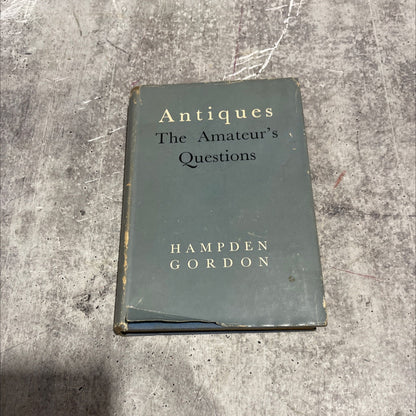 Antiques
The Amateur's
Questions
HAMPDEN
GORDON